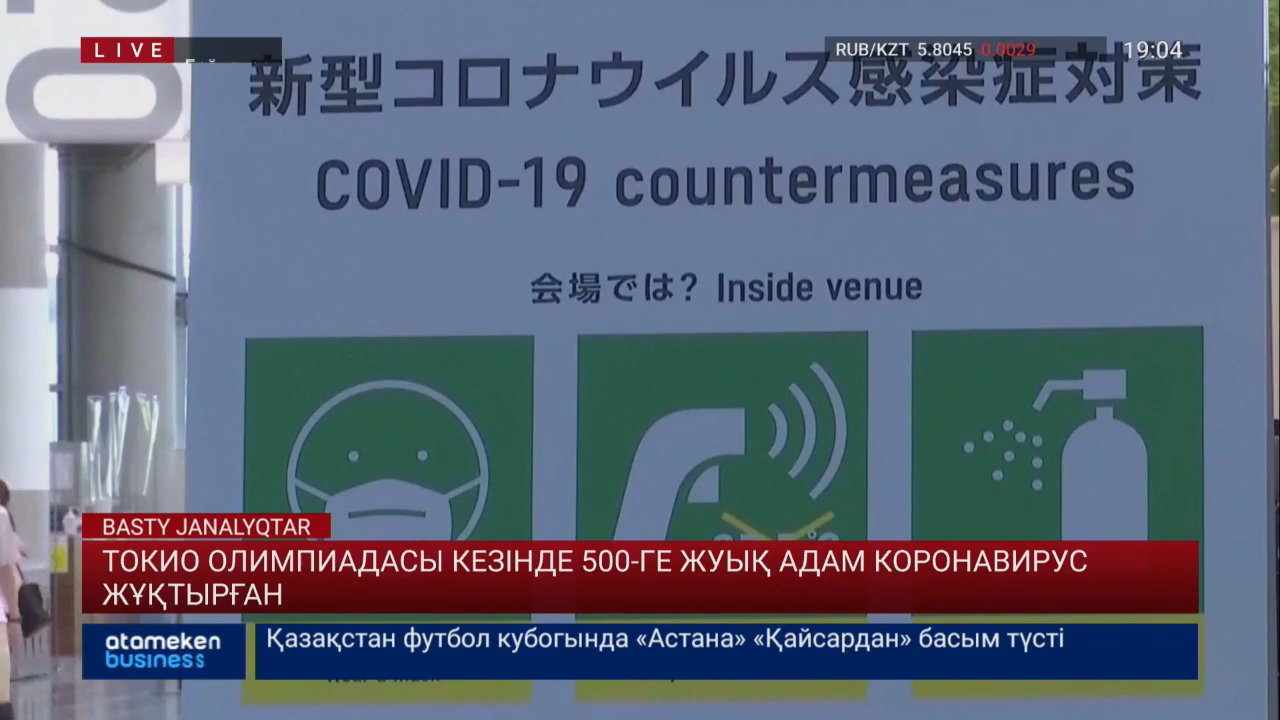 LIVE
RUB/KZT 5.8045 -0.0029
19:04
新型コロナウイルス感染症対策
COVID-19 countermeasures
会場では? Inside venue
BASTY JANALYQTAR
ТОКИО ОЛИМПИАДАСЫ КЕЗІНДЕ 500-ГЕ ЖУЫҚ АДАМ КОРОНАВИРУС
ЖҰҚТЫРҒАН
atameken
business
Қазақстан футбол кубогында «Астана» «Қайсардан» басым түсті